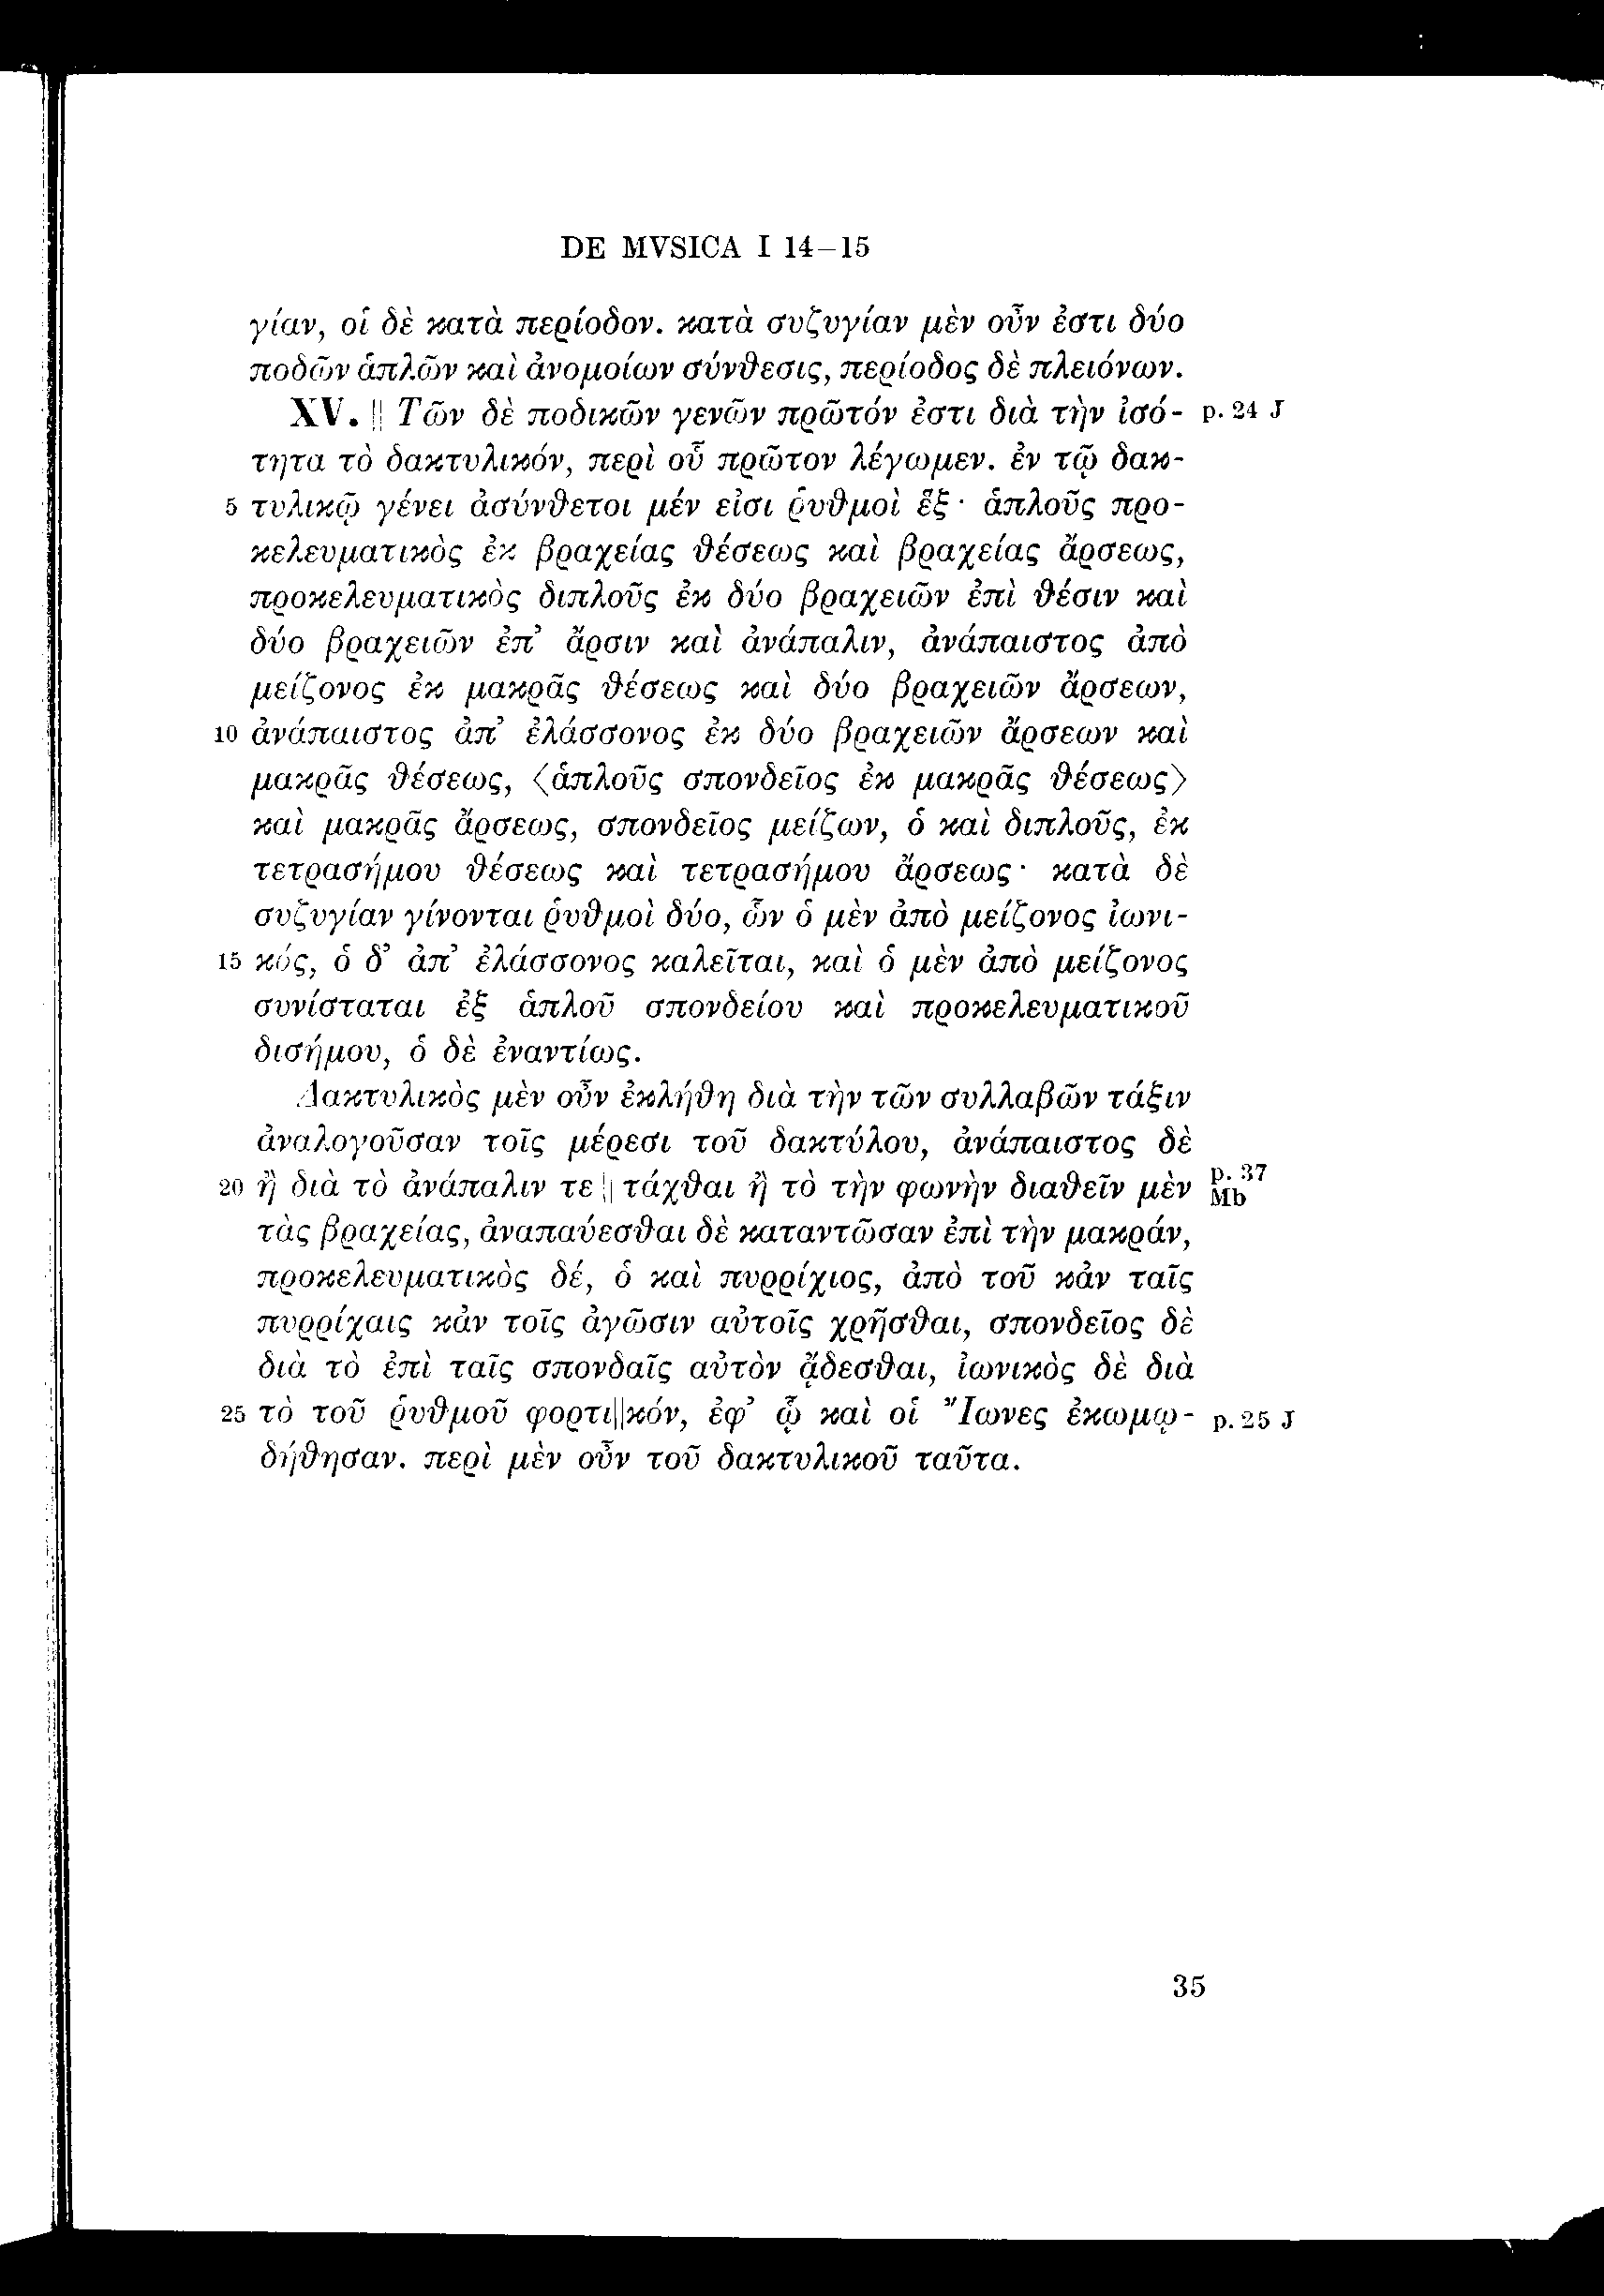 DE MVSICA I 14–15
γίαν, οἱ δὲ κατὰ περίοδον. κατὰ συζυγίαν μὲν οὖν ἐστι δύο
ποδῶν ἁπλῶν καὶ ἀνομοίων σύνθεσις, περίοδος δὲ πλειόνων.
XV. || Τῶν δὲ ποδικῶν γενῶν πρῶτόν ἐστι διὰ τὴν ἰσό- p. 24 J
τητα τὸ δακτυλικόν, περὶ οὗ πρῶτον λέγωμεν. ἐν τῷ δακ-
5 τυλικῷ γένει ἀσύνθετοι μέν εἰσι ῥυθμοὶ ἕξ· ἁπλοῦς προ-
κελευματικὸς ἐκ βραχείας θέσεως καὶ βραχείας ἄρσεως,
προκελευματικὸς διπλοῦς ἐκ δύο βραχειῶν ἐπὶ θέσιν καὶ
δύο βραχειῶν ἐπ’ ἄρσιν καὶ ἀνάπαλιν, ἀνάπαιστος ἀπὸ
μείζονος ἐκ μακρᾶς θέσεως καὶ δύο βραχειῶν ἄρσεων,
10 ἀνάπαιστος ἀπ’ ἐλάσσονος ἐκ δύο βραχειῶν ἄρσεων καὶ
μακρᾶς θέσεως, ⟨ἁπλοῦς σπονδεῖος ἐκ μακρᾶς θέσεως⟩
καὶ μακρᾶς ἄρσεως, σπονδεῖος μείζων, ὁ καὶ διπλοῦς, ἐκ
τετρασήμου θέσεως καὶ τετρασήμου ἄρσεως· κατὰ δὲ
συζυγίαν γίνονται ῥυθμοὶ δύο, ὧν ὁ μὲν ἀπὸ μείζονος ἰωνι-
15 κός, ὁ δ’ ἀπ’ ἐλάσσονος καλεῖται, καὶ ὁ μὲν ἀπὸ μείζονος
συνίσταται ἐξ ἁπλοῦ σπονδείου καὶ προκελευματικοῦ
δισήμου, ὁ δὲ ἐναντίως.
Δακτυλικὸς μὲν οὖν ἐκλήθη διὰ τὴν τῶν συλλαβῶν τάξιν
ἀναλογοῦσαν τοῖς μέρεσι τοῦ δακτύλου, ἀνάπαιστος δὲ
20 ἢ διὰ τὸ ἀνάπαλιν τε||τάχθαι ἢ τὸ τὴν φωνὴν διαθεῖν μὲν p. 37 Mb
τὰς βραχείας, ἀναπαύεσθαι δὲ καταντῶσαν ἐπὶ τὴν μακράν,
προκελευματικὸς δέ, ὁ καὶ πυρρίχιος, ἀπὸ τοῦ κἀν ταῖς
πυρρίχαις κἀν τοῖς ἀγῶσιν αὐτοῖς χρῆσθαι, σπονδεῖος δὲ
διὰ τὸ ἐπὶ ταῖς σπονδαῖς αὐτὸν ᾄδεσθαι, ἰωνικὸς δὲ διὰ
25 τὸ τοῦ ῥυθμοῦ φορτι||κόν, ἐφ’ ᾧ καὶ οἱ Ἴωνες ἐκωμῳ- p. 25 J
δήθησαν. περὶ μὲν οὖν τοῦ δακτυλικοῦ ταῦτα.
35